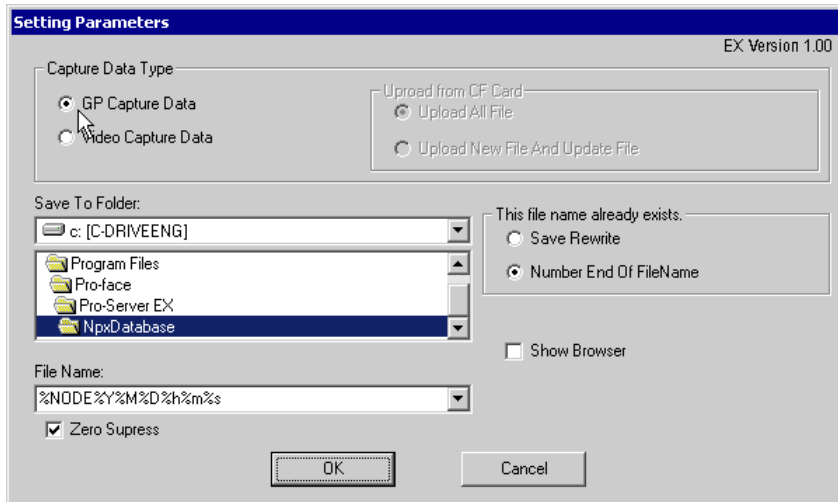 Setting Parameters
EX Version 1.00
Capture Data Type
GP Capture Data
Video Capture Data
Uproad from CF Card
Upload All File
Upload New File And Update File
Save To Folder:
c: [C-DRIVEENG]
Program Files
Pro-face
Pro-Server EX
NpxDatabase
This file name already exists.
Save Rewrite
Number End Of FileName
Show Browser
File Name:
%NODE%Y%M%D%h%m%s
Zero Supress
OK
Cancel